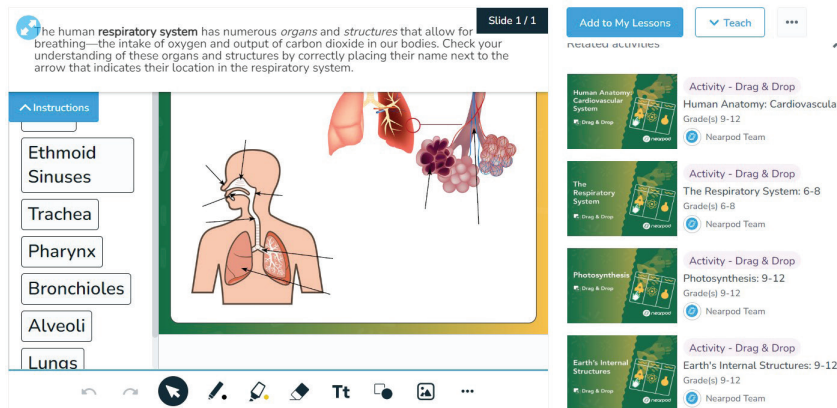 Slide 1 / 1
The human respiratory system has numerous organs and structures that allow for
breathing—the intake of oxygen and output of carbon dioxide in our bodies. Check your
understanding of these organs and structures by correctly placing their name next to the
arrow that indicates their location in the respiratory system.
Instructions
Ethmoid
Sinuses
Trachea
Pharynx
Bronchioles
Alveoli
Lungs
Tt
Add to My Lessons
Teach
Related activities
Human Anatomy:
Cardiovascular
System
Drag & Drop
nearpod
Activity - Drag & Drop
Human Anatomy: Cardiovascula
Grade(s) 9-12
Nearpod Team
The
Respiratory
System
Drag & Drop
nearpod
Activity - Drag & Drop
The Respiratory System: 6-8
Grade(s) 6-8
Nearpod Team
Photosynthesis
Drag & Drop
nearpod
Activity - Drag & Drop
Photosynthesis: 9-12
Grade(s) 9-12
Nearpod Team
Earth's Internal
Structures
Drag & Drop
nearpod
Activity - Drag & Drop
Earth's Internal Structures: 9-12
Grade(s) 9-12
Nearpod Team